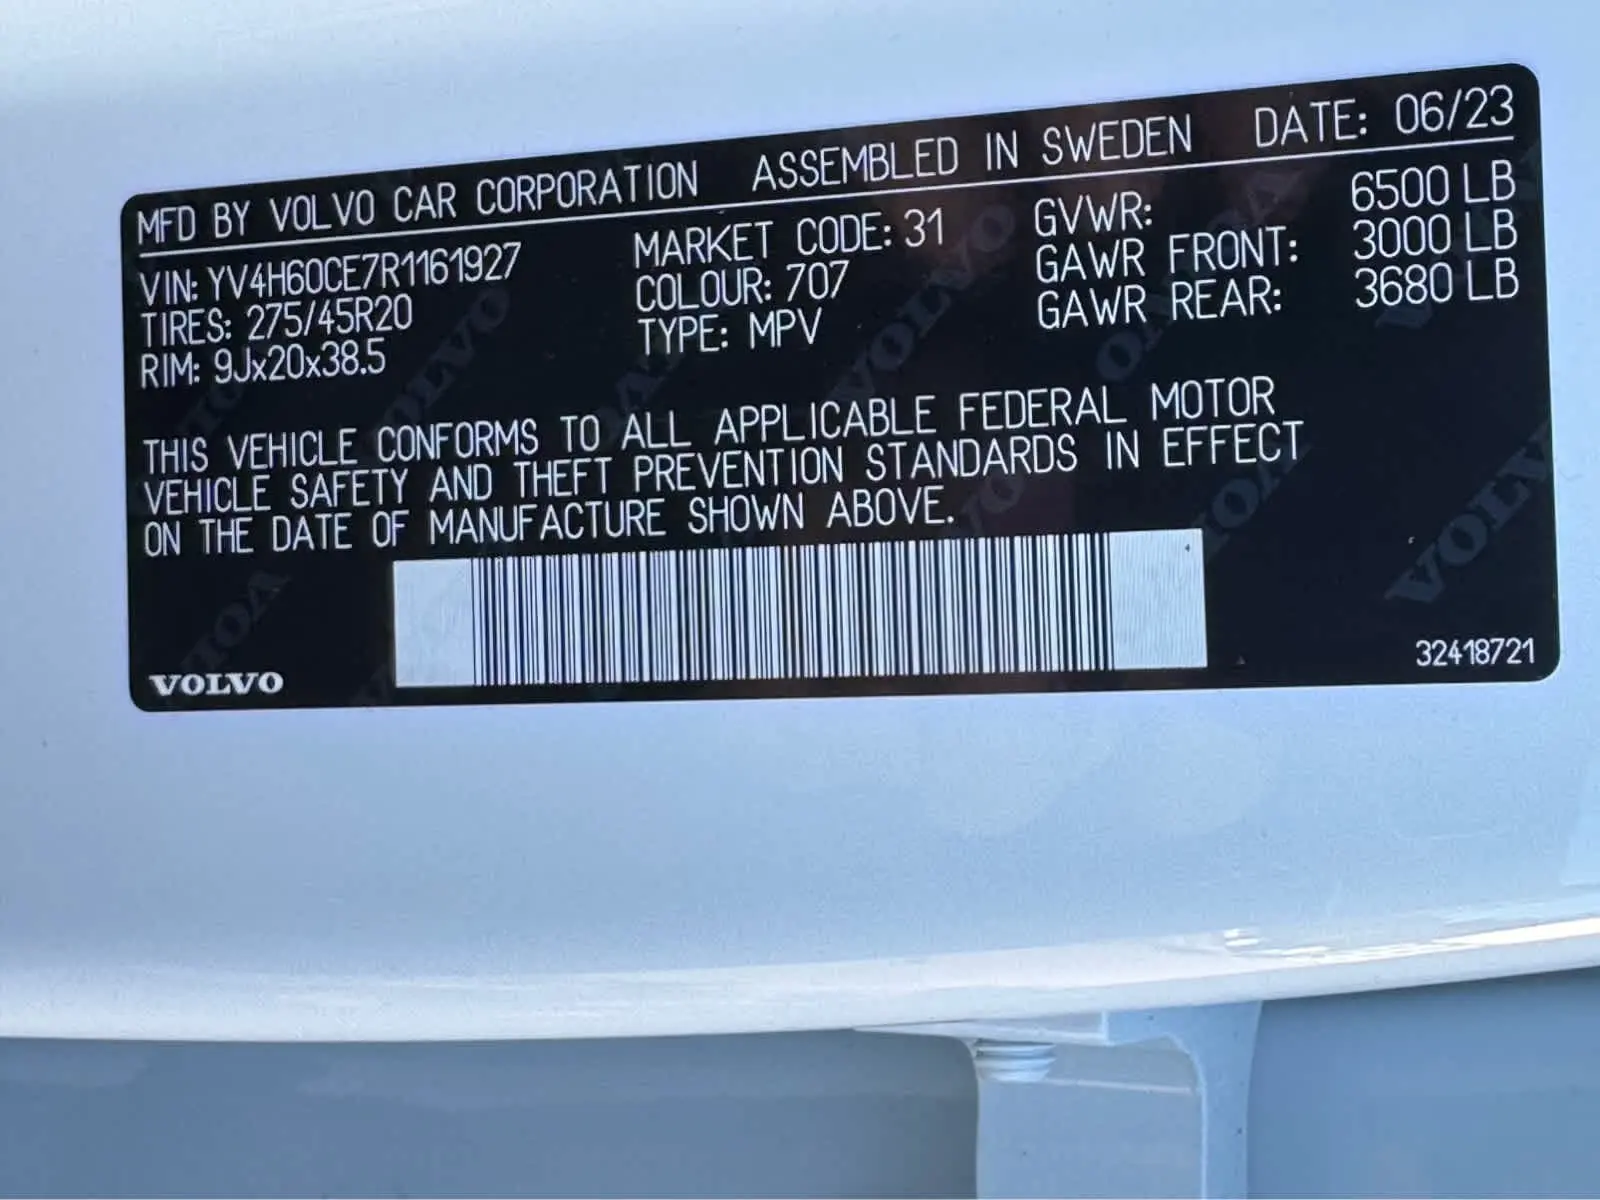 MFD BY VOLVO CAR CORPORATION ASSEMBLED IN SWEDEN DATE: 06/23
VIN: YV4H60CE7R1161927 MARKET CODE: 31 GVWR: 6500 LB
TIRES: 275/45R20 COLOUR: 707 GAWR FRONT: 3000 LB
RIM: 9Jx20x38.5 TYPE: MPV GAWR REAR: 3680 LB
THIS VEHICLE CONFORMS TO ALL APPLICABLE FEDERAL MOTOR
VEHICLE SAFETY AND THEFT PREVENTION STANDARDS IN EFFECT
ON THE DATE OF MANUFACTURE SHOWN ABOVE.
VOLVO 32418721